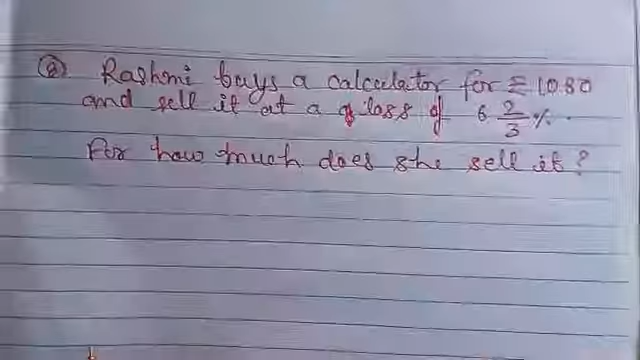 (8) Rashmi buys a calculator for ₹ 1080
and sell it at a loss of 6 2/3 %.
For how much does she sell it?